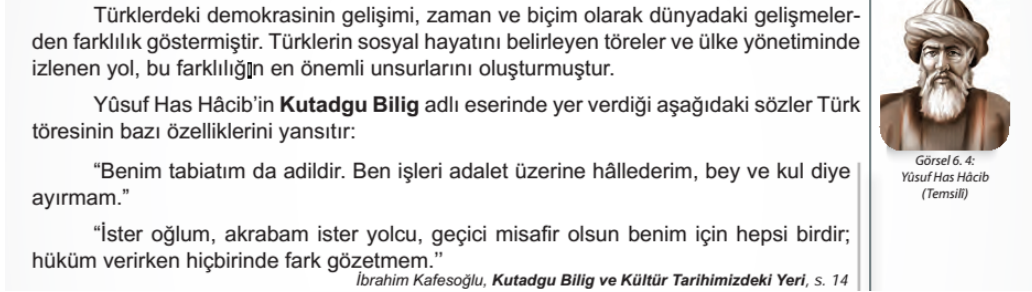 Türklerdeki demokrasinin gelişimi, zaman ve biçim olarak dünyadaki gelişmeler-
den farklılık göstermiştir. Türklerin sosyal hayatını belirleyen töreler ve ülke yönetiminde
izlenen yol, bu farklılığın en önemli unsurlarını oluşturmuştur.
Yûsuf Has Hâcib’in Kutadgu Bilig adlı eserinde yer verdiği aşağıdaki sözler Türk
töresinin bazı özelliklerini yansıtır:
“Benim tabiatım da adildir. Ben işleri adalet üzerine hâllederim, bey ve kul diye
ayırmam.”
“İster oğlum, akrabam ister yolcu, geçici misafir olsun benim için hepsi birdir;
hüküm verirken hiçbirinde fark gözetmem.’’
İbrahim Kafesoğlu, Kutadgu Bilig ve Kültür Tarihimizdeki Yeri, s. 14
Görsel 6. 4:
Yûsuf Has Hâcib
(Temsilî)